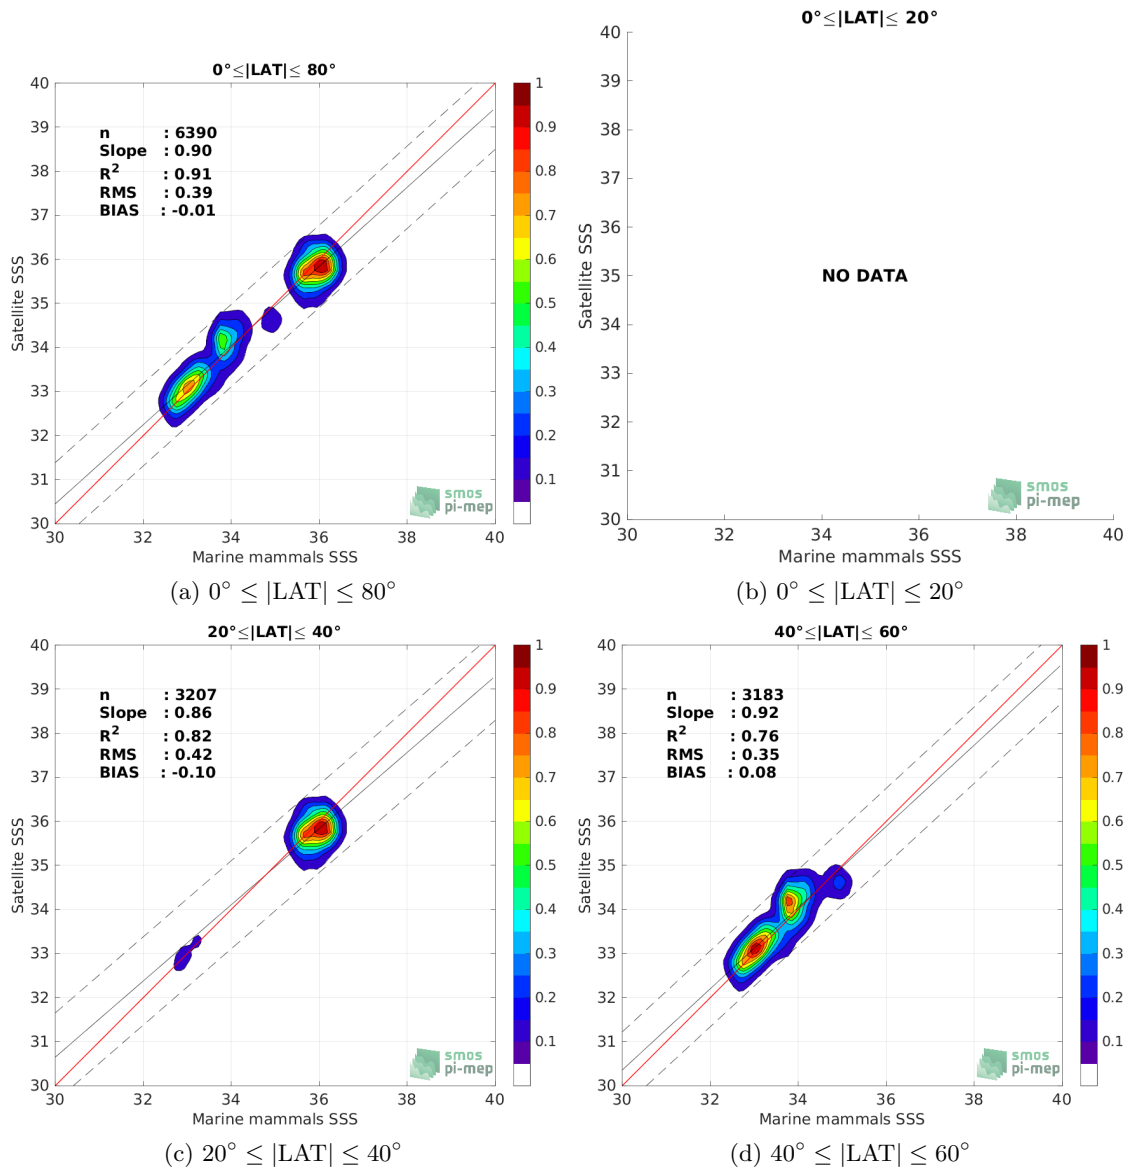 0°≤|LAT|≤ 80°
40
39
38
37
36
35
34
33
32
31
30
Satellite SSS
n : 6390
Slope : 0.90
R² : 0.91
RMS : 0.39
BIAS : -0.01
smos
pi-mep
30 32 34 36 38 40
Marine mammals SSS
1
0.9
0.8
0.7
0.6
0.5
0.4
0.3
0.2
0.1
(a) 0° ≤ |LAT| ≤ 80°
0°≤|LAT|≤ 20°
40
39
38
37
36
35
34
33
32
31
30
Satellite SSS
NO DATA
smos
pi-mep
30 32 34 36 38 40
Marine mammals SSS
(b) 0° ≤ |LAT| ≤ 20°
20°≤|LAT|≤ 40°
40
39
38
37
36
35
34
33
32
31
30
Satellite SSS
n : 3207
Slope : 0.86
R² : 0.82
RMS : 0.42
BIAS : -0.10
smos
pi-mep
30 32 34 36 38 40
Marine mammals SSS
1
0.9
0.8
0.7
0.6
0.5
0.4
0.3
0.2
0.1
(c) 20° ≤ |LAT| ≤ 40°
40°≤|LAT|≤ 60°
40
39
38
37
36
35
34
33
32
31
30
Satellite SSS
n : 3183
Slope : 0.92
R² : 0.76
RMS : 0.35
BIAS : 0.08
smos
pi-mep
30 32 34 36 38 40
Marine mammals SSS
1
0.9
0.8
0.7
0.6
0.5
0.4
0.3
0.2
0.1
(d) 40° ≤ |LAT| ≤ 60°